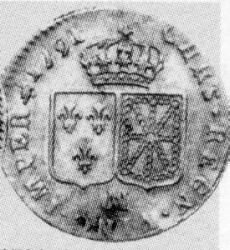 CHRS · REGN ·
IMPER 1791